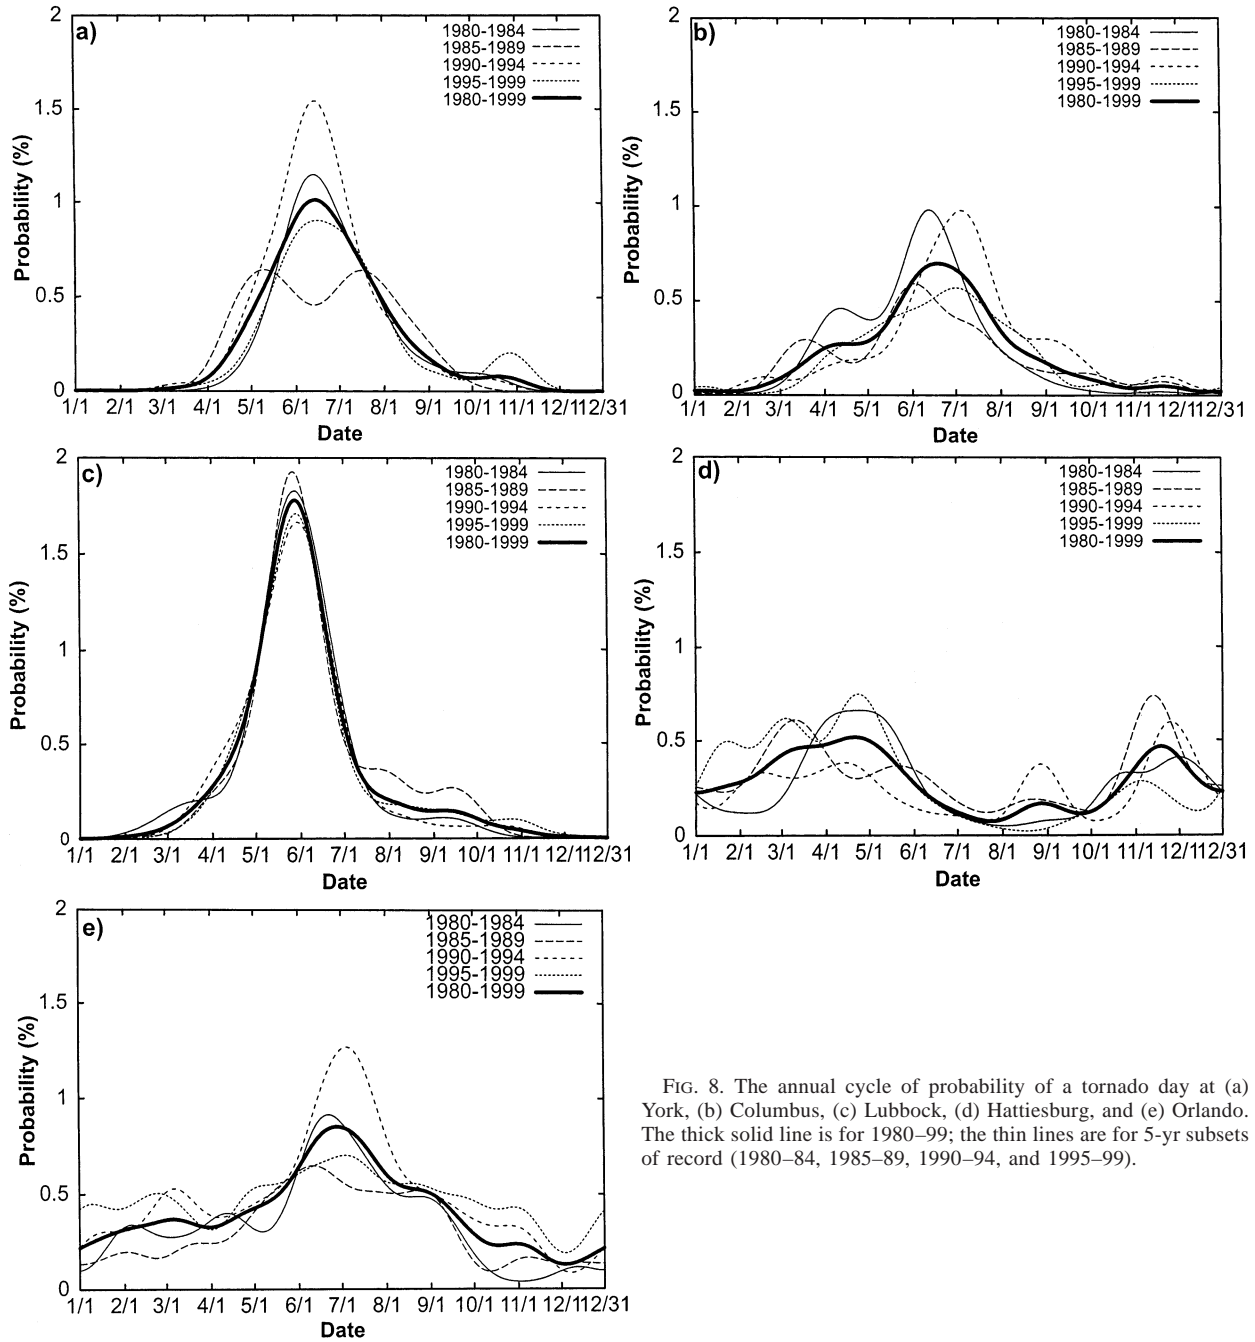 a)
1980-1984
1985-1989
1990-1994
1995-1999
1980-1999
Probability (%)
2
1.5
1
0.5
0
1/1 2/1 3/1 4/1 5/1 6/1 7/1 8/1 9/1 10/1 11/1 12/1 12/31
Date
b)
1980-1984
1985-1989
1990-1994
1995-1999
1980-1999
Probability (%)
2
1.5
1
0.5
0
1/1 2/1 3/1 4/1 5/1 6/1 7/1 8/1 9/1 10/1 11/1 12/1 12/31
Date
c)
1980-1984
1985-1989
1990-1994
1995-1999
1980-1999
Probability (%)
2
1.5
1
0.5
0
1/1 2/1 3/1 4/1 5/1 6/1 7/1 8/1 9/1 10/1 11/1 12/1 12/31
Date
d)
1980-1984
1985-1989
1990-1994
1995-1999
1980-1999
Probability (%)
2
1.5
1
0.5
0
1/1 2/1 3/1 4/1 5/1 6/1 7/1 8/1 9/1 10/1 11/1 12/1 12/31
Date
e)
1980-1984
1985-1989
1990-1994
1995-1999
1980-1999
Probability (%)
2
1.5
1
0.5
0
1/1 2/1 3/1 4/1 5/1 6/1 7/1 8/1 9/1 10/1 11/1 12/1 12/31
Date
FIG. 8. The annual cycle of probability of a tornado day at (a)
York, (b) Columbus, (c) Lubbock, (d) Hattiesburg, and (e) Orlando.
The thick solid line is for 1980–99; the thin lines are for 5-yr subsets
of record (1980–84, 1985–89, 1990–94, and 1995–99).